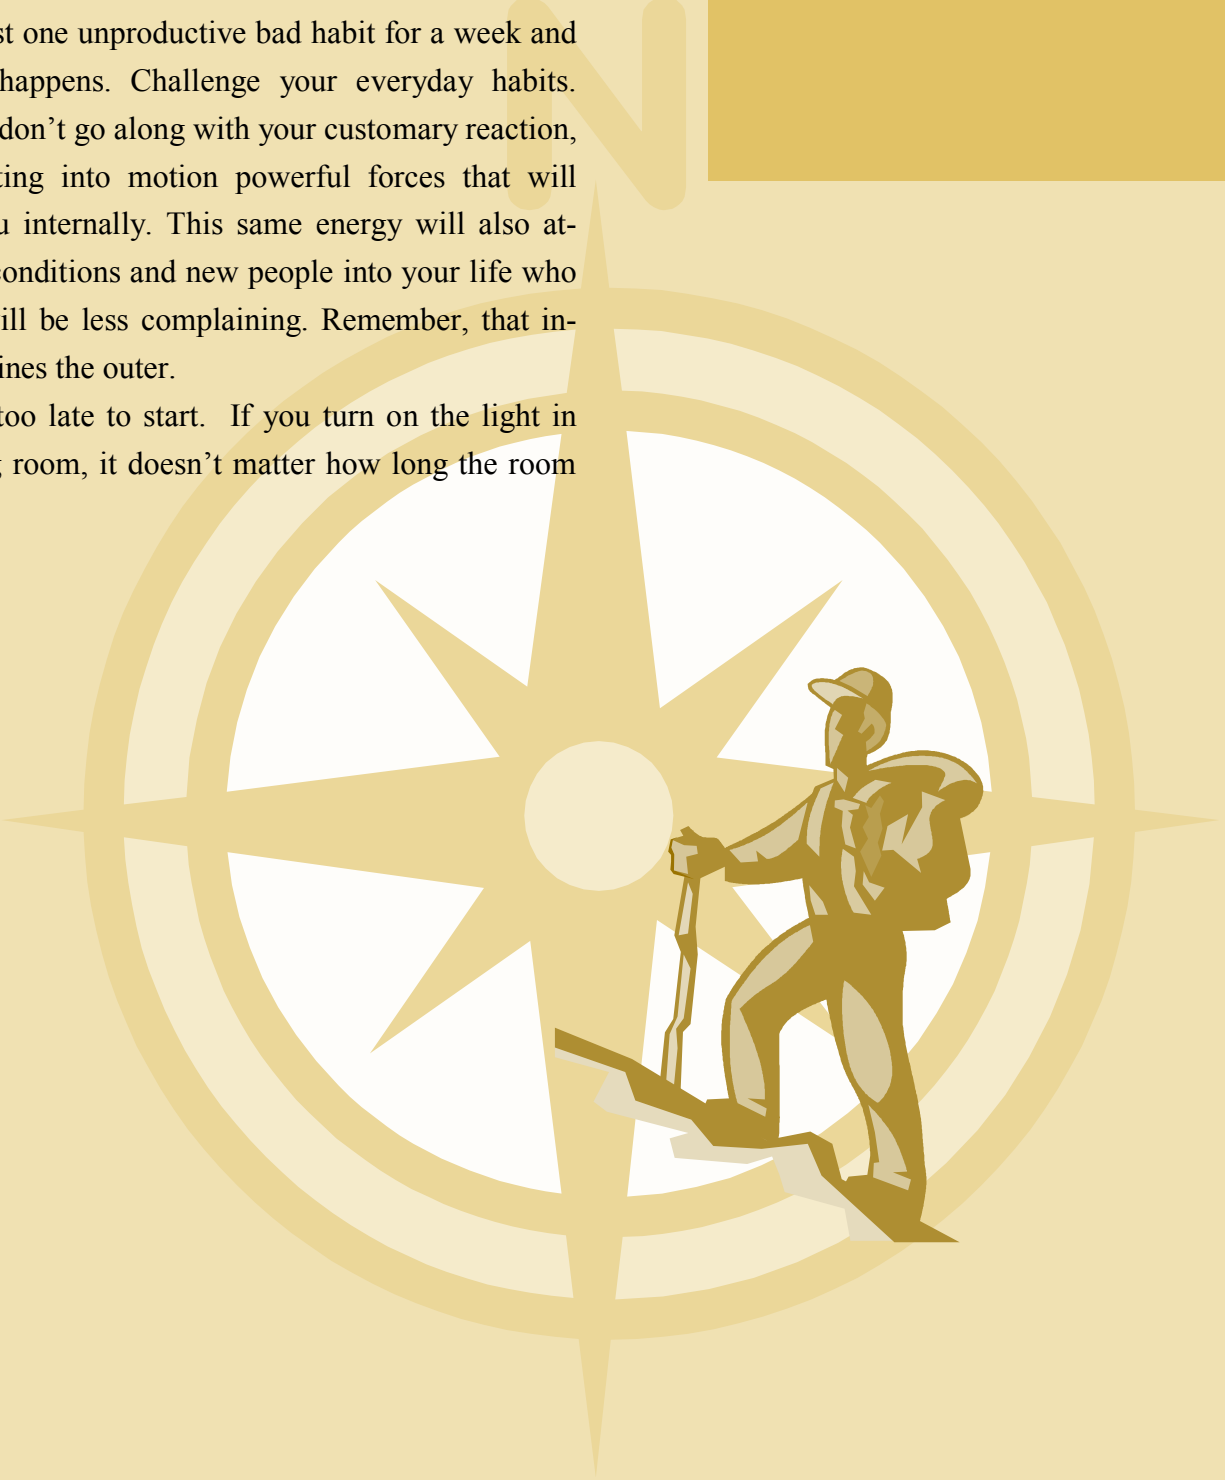 N
st one unproductive bad habit for a week and
happens. Challenge your everyday habits.
don’t go along with your customary reaction,
ting into motion powerful forces that will
u internally. This same energy will also at-
conditions and new people into your life who
ill be less complaining. Remember, that in-
ines the outer.
too late to start. If you turn on the light in
g room, it doesn’t matter how long the room